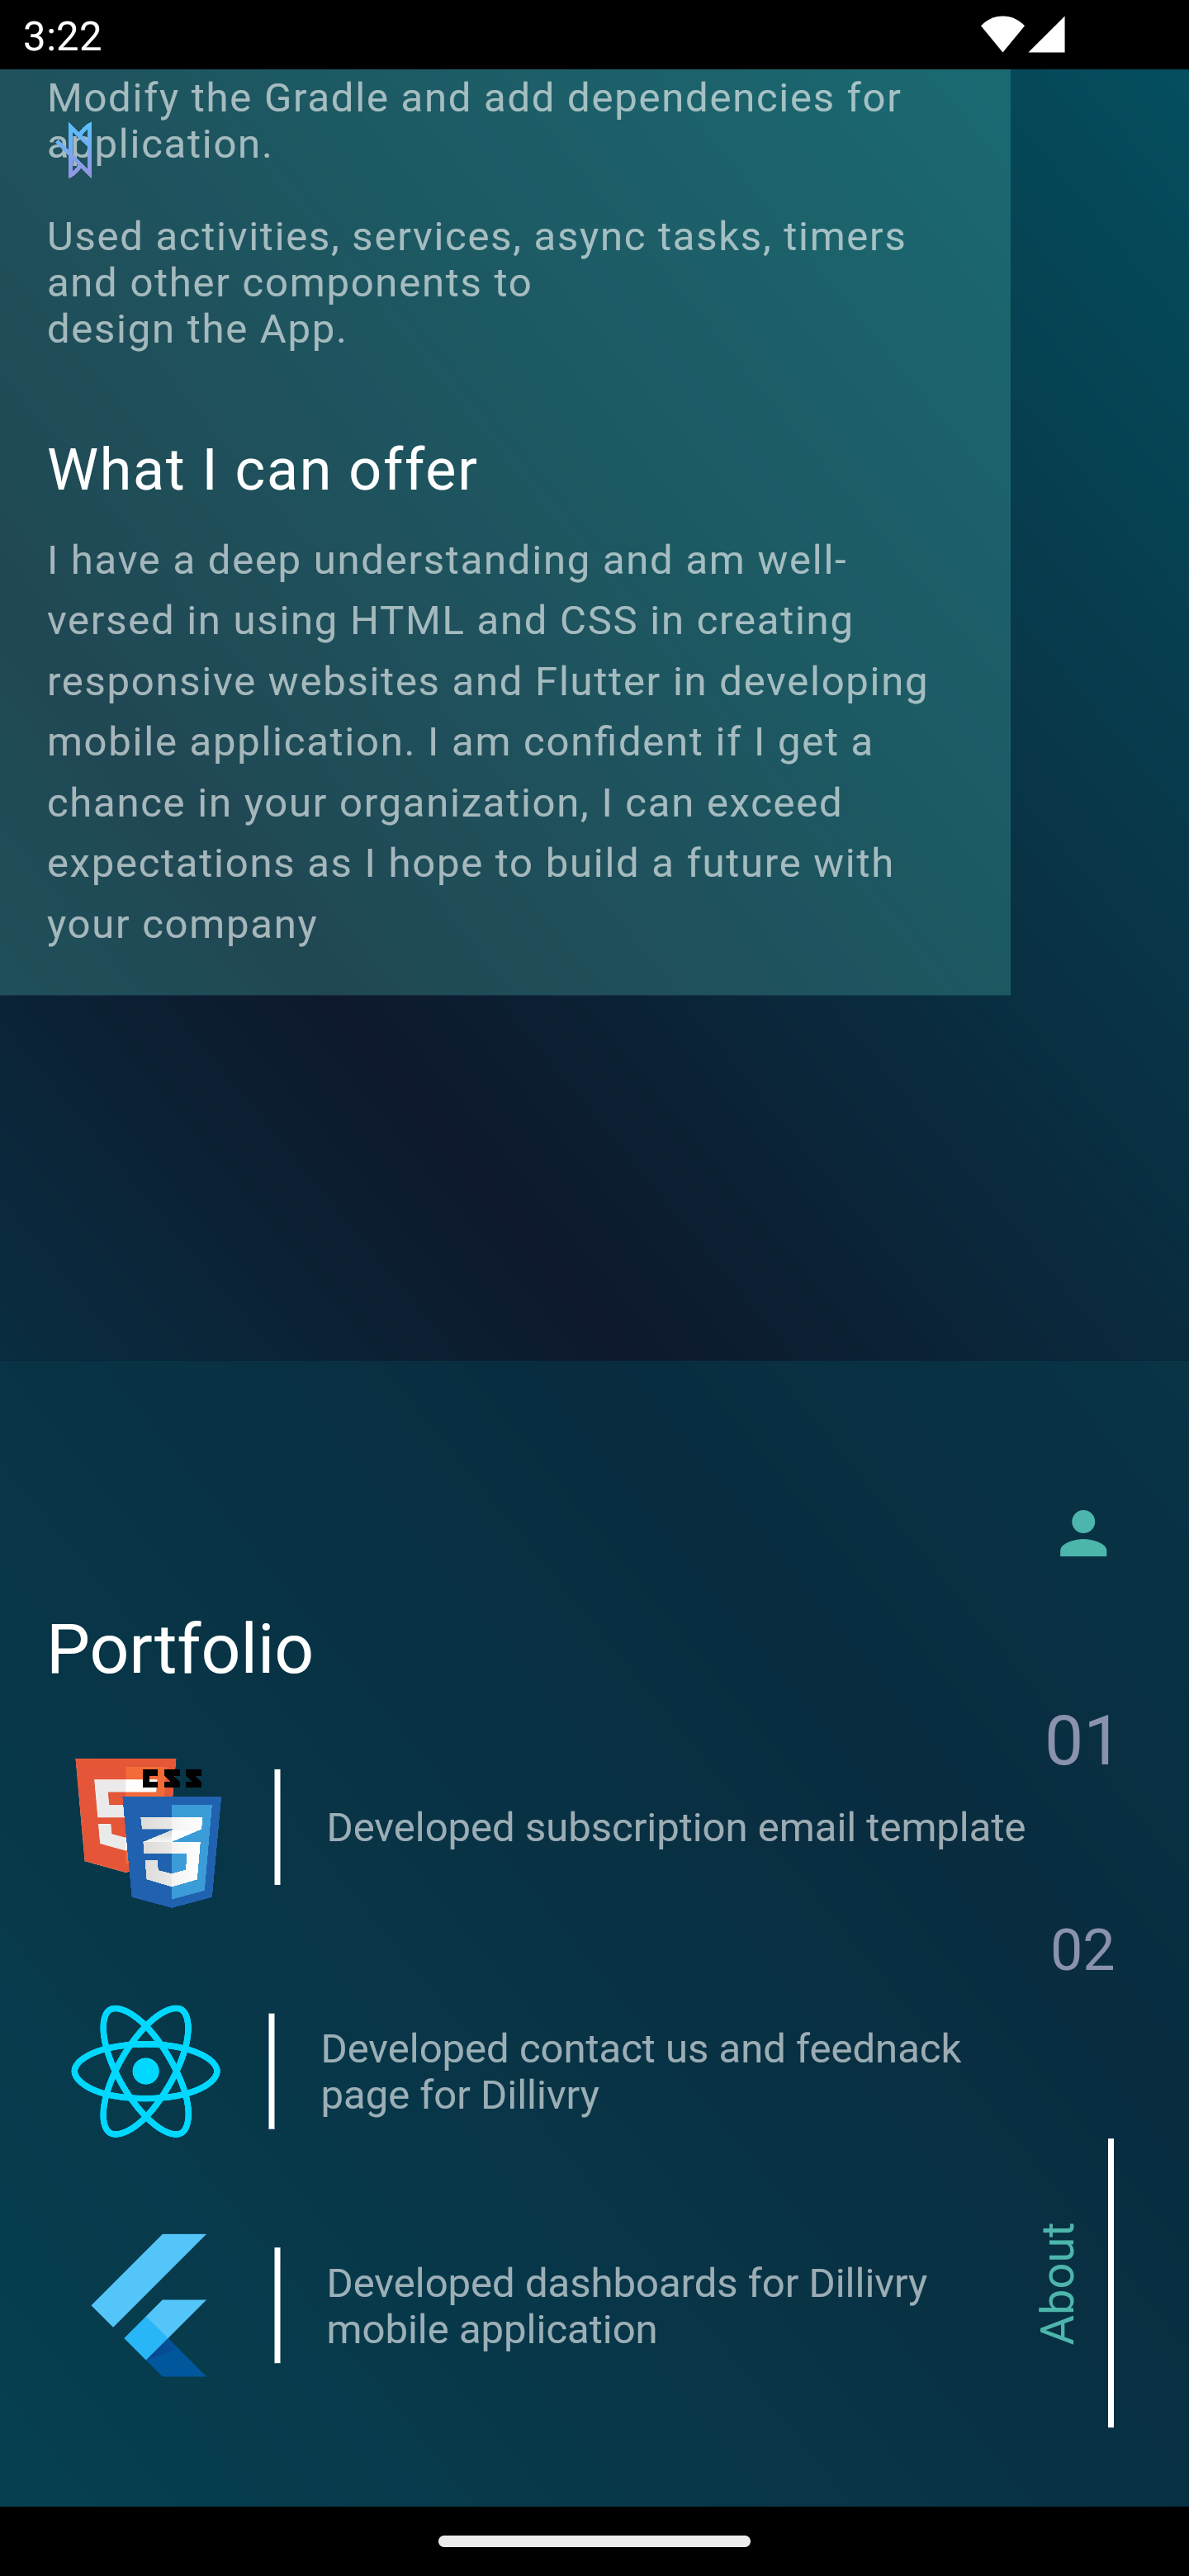 3:22
Modify the Gradle and add dependencies for
application.
Used activities, services, async tasks, timers
and other components to
design the App.
What I can offer
I have a deep understanding and am well-
versed in using HTML and CSS in creating
responsive websites and Flutter in developing
mobile application. I am confident if I get a
chance in your organization, I can exceed
expectations as I hope to build a future with
your company
Portfolio
01
5
CSS
3
Developed subscription email template
02
Developed contact us and feednack
page for Dillivry
Developed dashboards for Dillivry
mobile application
About